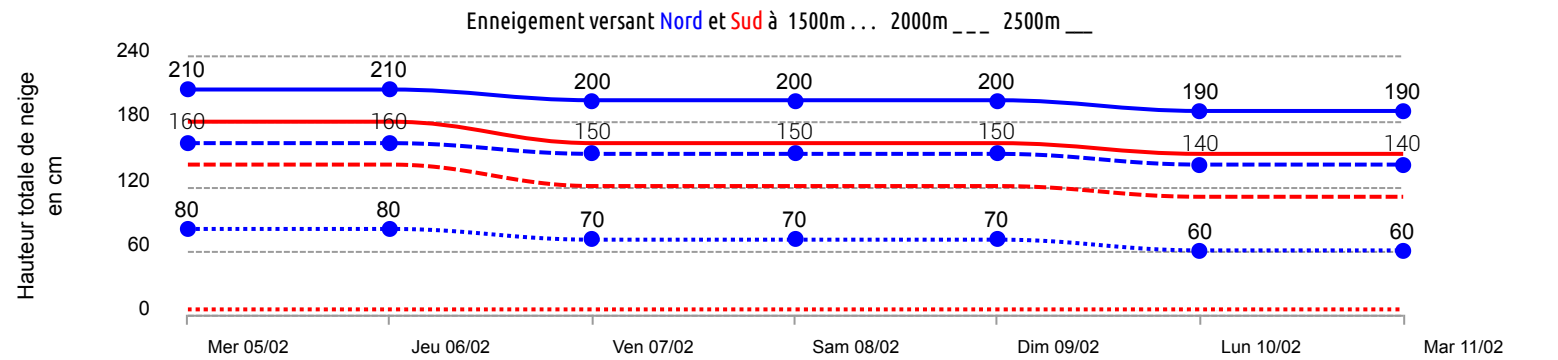 Enneigement versant Nord et Sud à 1500m . . . 2000m _ _ _ 2500m __
Hauteur totale de neige
en cm
240
180
120
60
0
210 210 200 200 200 190 190
160 160 150 150 150 140 140
80 80 70 70 70 60 60
Mer 05/02 Jeu 06/02 Ven 07/02 Sam 08/02 Dim 09/02 Lun 10/02 Mar 11/02